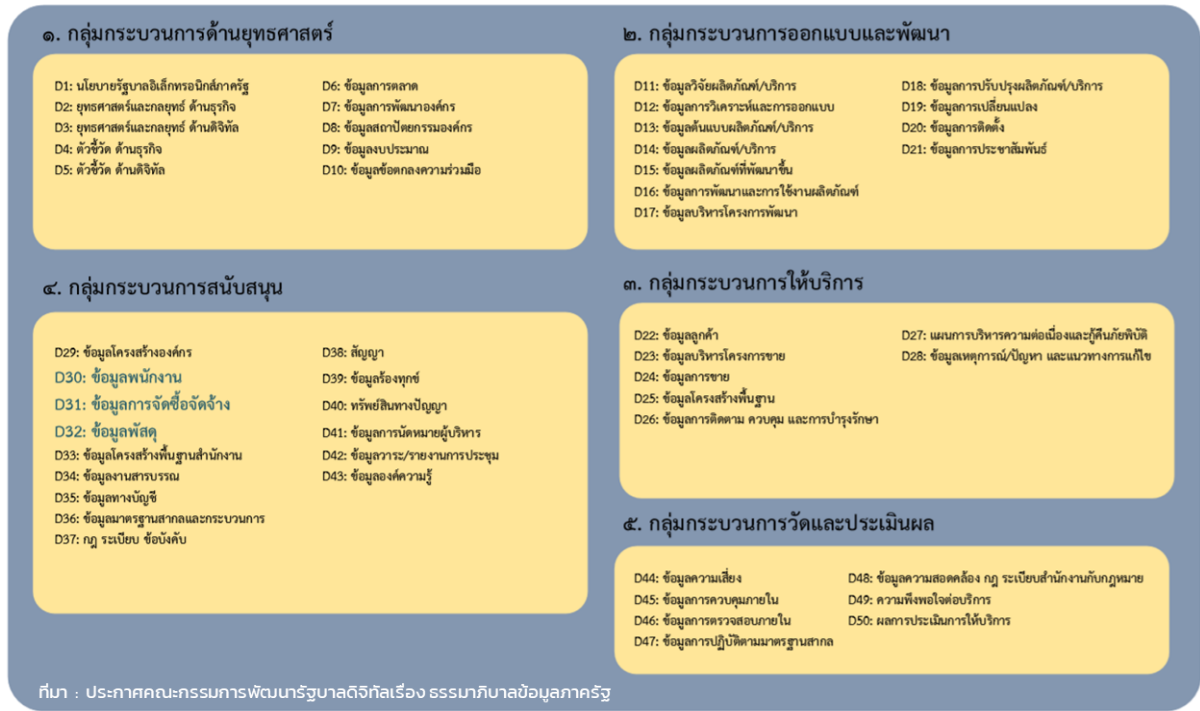 ๑. กลุ่มกระบวนการด้านยุทธศาสตร์
D1: นโยบายรัฐบาลอิเล็กทรอนิกส์ภาครัฐ
D2: ยุทธศาสตร์และกลยุทธ์ ด้านธุรกิจ
D3: ยุทธศาสตร์และกลยุทธ์ ด้านดิจิทัล
D4: ตัวชี้วัด ด้านธุรกิจ
D5: ตัวชี้วัด ด้านดิจิทัล
D6: ข้อมูลการตลาด
D7: ข้อมูลการพัฒนาองค์กร
D8: ข้อมูลสถาปัตยกรรมองค์กร
D9: ข้อมูลงบประมาณ
D10: ข้อมูลข้อตกลงความร่วมมือ
๒. กลุ่มกระบวนการออกแบบและพัฒนา
D11: ข้อมูลวิจัยผลิตภัณฑ์/บริการ
D12: ข้อมูลการวิเคราะห์และการออกแบบ
D13: ข้อมูลต้นแบบผลิตภัณฑ์/บริการ
D14: ข้อมูลผลิตภัณฑ์/บริการ
D15: ข้อมูลผลิตภัณฑ์ที่พัฒนาขึ้น
D16: ข้อมูลการพัฒนาและการใช้งานผลิตภัณฑ์
D17: ข้อมูลบริหารโครงการพัฒนา
D18: ข้อมูลการปรับปรุงผลิตภัณฑ์/บริการ
D19: ข้อมูลการเปลี่ยนแปลง
D20: ข้อมูลการติดตั้ง
D21: ข้อมูลการประชาสัมพันธ์
๓. กลุ่มกระบวนการให้บริการ
D22: ข้อมูลลูกค้า
D23: ข้อมูลบริหารโครงการขาย
D24: ข้อมูลการขาย
D25: ข้อมูลโครงสร้างพื้นฐาน
D26: ข้อมูลการติดตาม ควบคุม และการบำรุงรักษา
D27: แผนการบริหารความต่อเนื่องและกู้คืนภัยพิบัติ
D28: ข้อมูลเหตุการณ์/ปัญหา และแนวทางการแก้ไข
๔. กลุ่มกระบวนการสนับสนุน
D29: ข้อมูลโครงสร้างองค์กร
D30: ข้อมูลพนักงาน
D31: ข้อมูลการจัดซื้อจัดจ้าง
D32: ข้อมูลพัสดุ
D33: ข้อมูลโครงสร้างพื้นฐานสำนักงาน
D34: ข้อมูลงานสารบรรณ
D35: ข้อมูลทางบัญชี
D36: ข้อมูลมาตรฐานสากลและกระบวนการ
D37: กฎ ระเบียบ ข้อบังคับ
D38: สัญญา
D39: ข้อมูลร้องทุกข์
D40: ทรัพย์สินทางปัญญา
D41: ข้อมูลการนัดหมายผู้บริหาร
D42: ข้อมูลวาระ/รายงานการประชุม
D43: ข้อมูลองค์ความรู้
๕. กลุ่มกระบวนการวัดและประเมินผล
D44: ข้อมูลความเสี่ยง
D45: ข้อมูลการควบคุมภายใน
D46: ข้อมูลการตรวจสอบภายใน
D47: ข้อมูลการปฏิบัติตามมาตรฐานสากล
D48: ข้อมูลความสอดคล้อง กฎ ระเบียบสำนักงานกับกฎหมาย
D49: ความพึงพอใจต่อบริการ
D50: ผลการประเมินการให้บริการ
ที่มา : ประกาศคณะกรรมการพัฒนารัฐบาลดิจิทัลเรื่อง ธรรมาภิบาลข้อมูลภาครัฐ